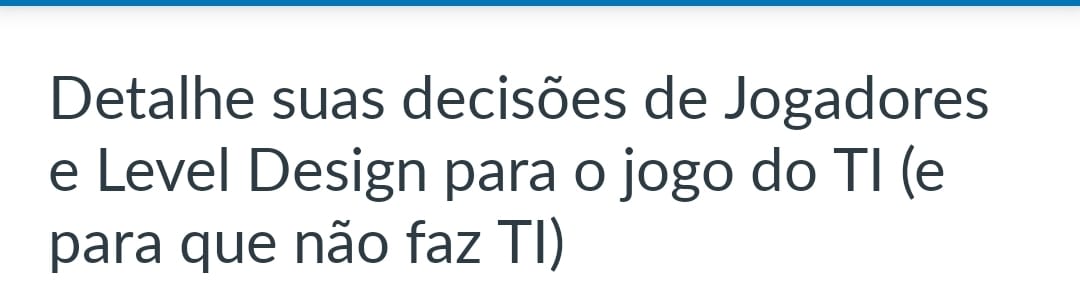 Detalhe suas decisões de Jogadores
e Level Design para o jogo do TI (e
para que não faz TI)